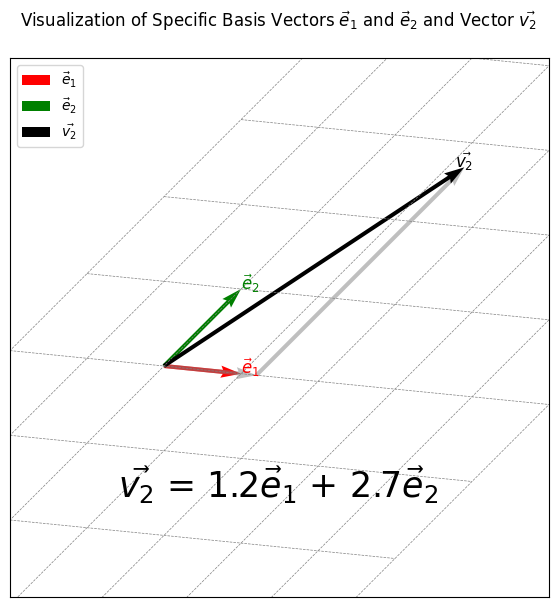 Visualization of Specific Basis Vectors $\vec{e}_1$ and $\vec{e}_2$ and Vector $\vec{v_2}$
$\vec{e}_1$
$\vec{e}_2$
$\vec{v_2}$
$\vec{v_2}$
$\vec{e}_2$
$\vec{e}_1$
$\vec{v_2} = 1.2\vec{e}_1 + 2.7\vec{e}_2$